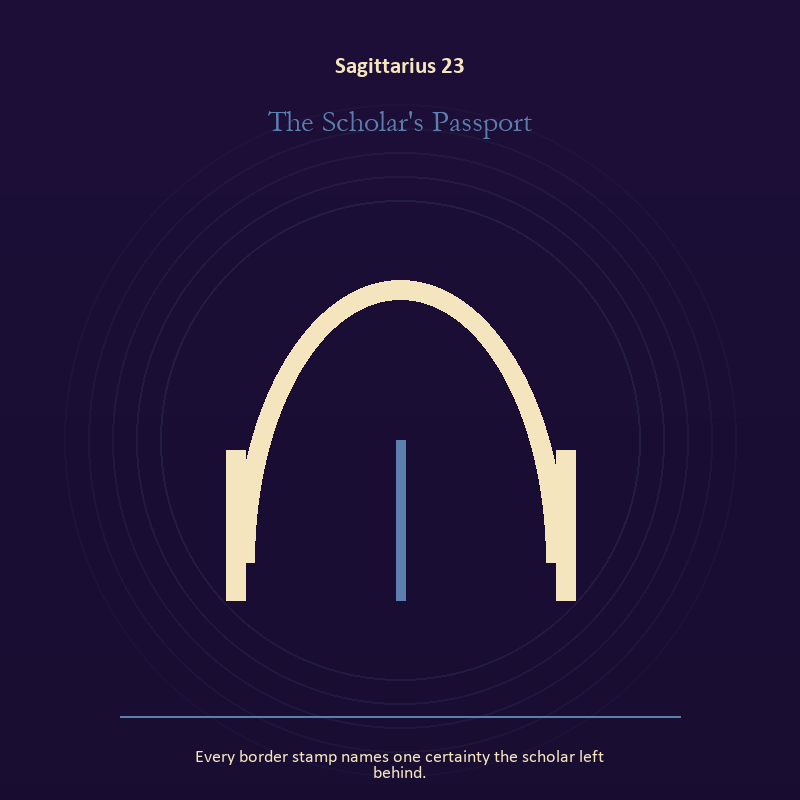 Sagittarius 23
The Scholar's Passport
Every border stamp names one certainty the scholar left
behind.